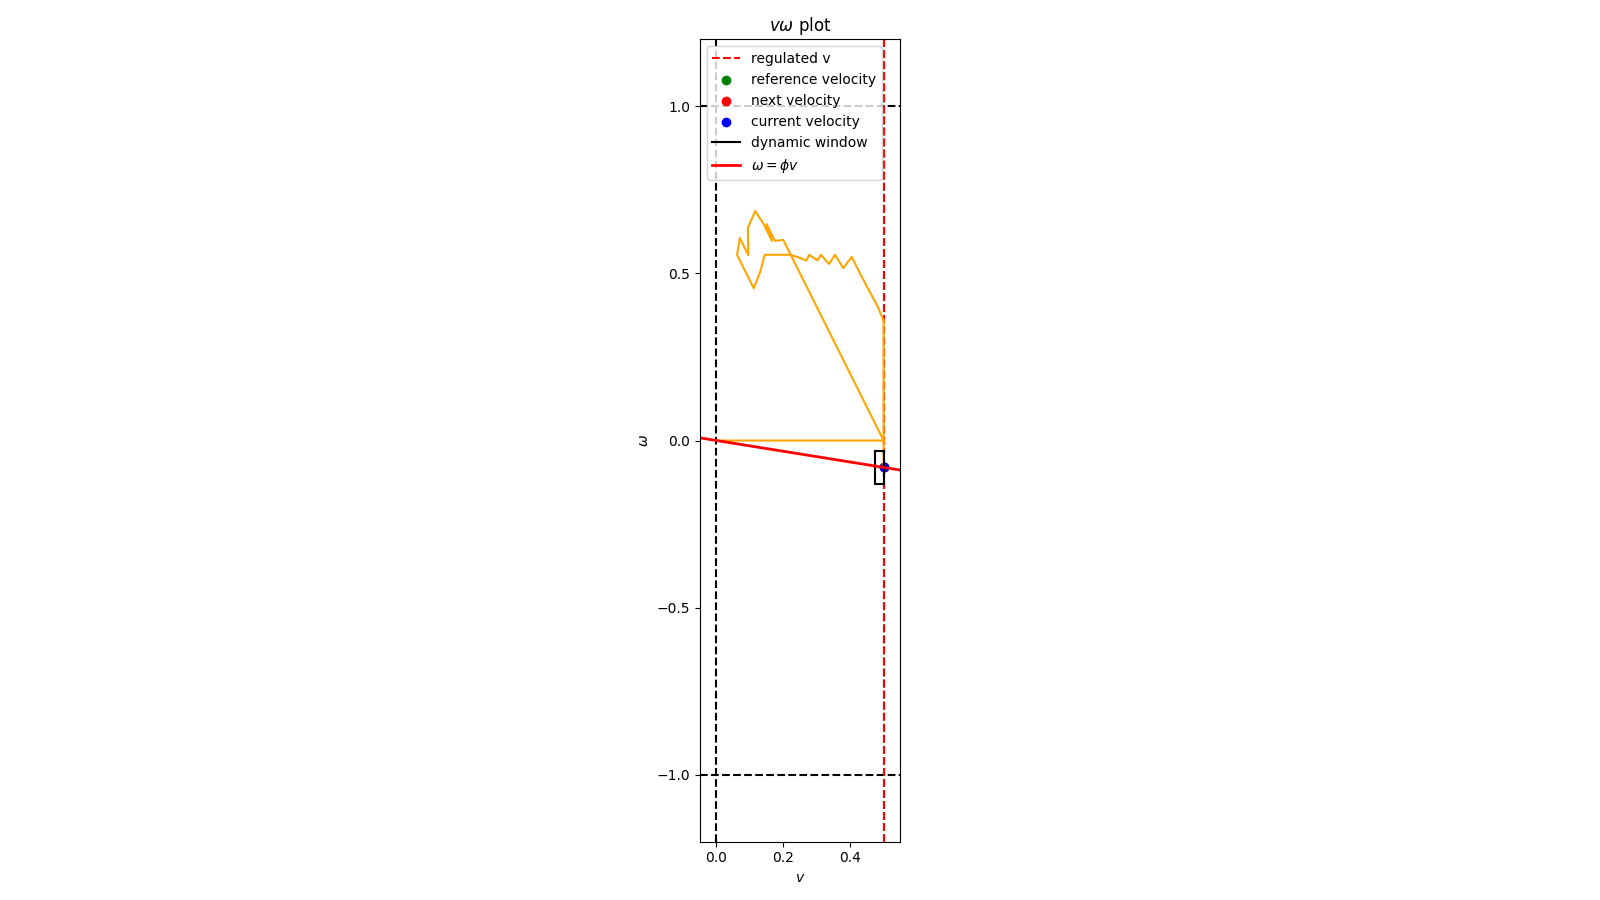 vω plot
regulated v
reference velocity
next velocity
current velocity
dynamic window
ω = ϕv
1.0
0.5
0.0
−0.5
−1.0
ω
0.0 0.2 0.4
v